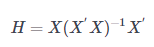 H = X(X′X)⁻¹X′